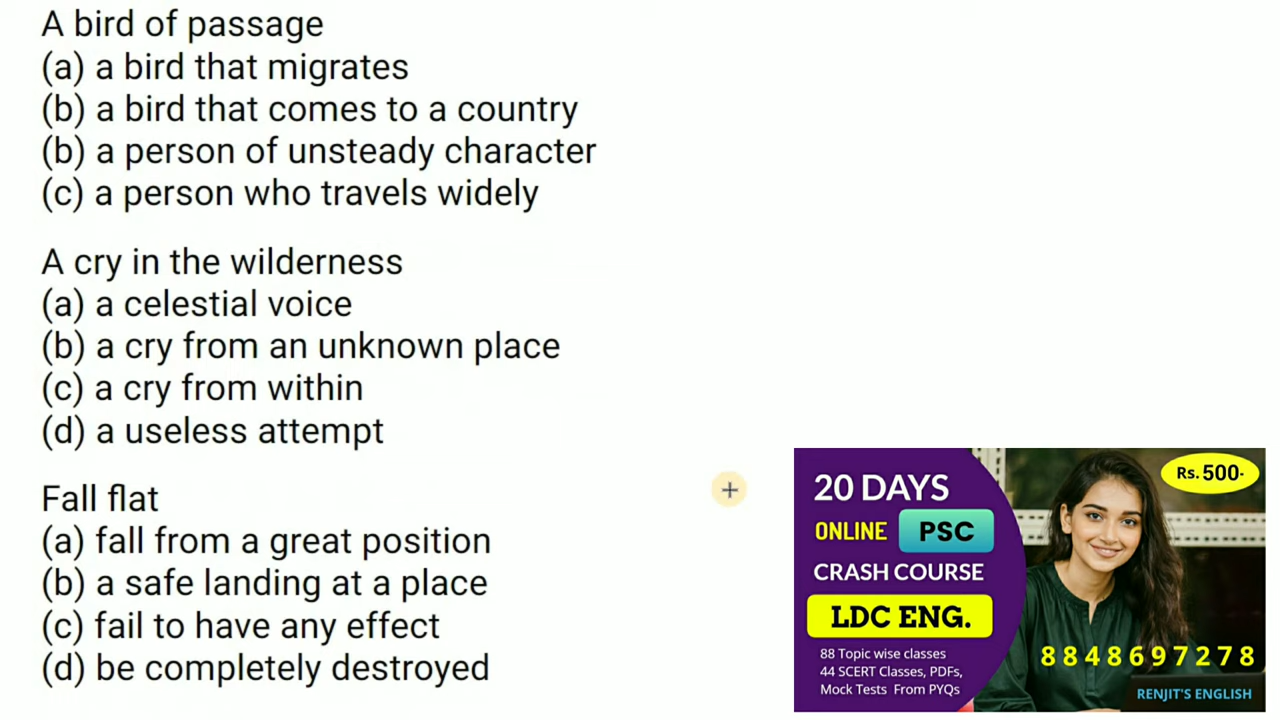 A bird of passage
(a) a bird that migrates
(b) a bird that comes to a country
(b) a person of unsteady character
(c) a person who travels widely
A cry in the wilderness
(a) a celestial voice
(b) a cry from an unknown place
(c) a cry from within
(d) a useless attempt
Fall flat
(a) fall from a great position
(b) a safe landing at a place
(c) fail to have any effect
(d) be completely destroyed
Rs. 500-
20 DAYS
ONLINE PSC
CRASH COURSE
LDC ENG.
88 Topic wise classes
44 SCERT Classes, PDFs,
Mock Tests From PYQs
8848697278
RENJIT'S ENGLISH